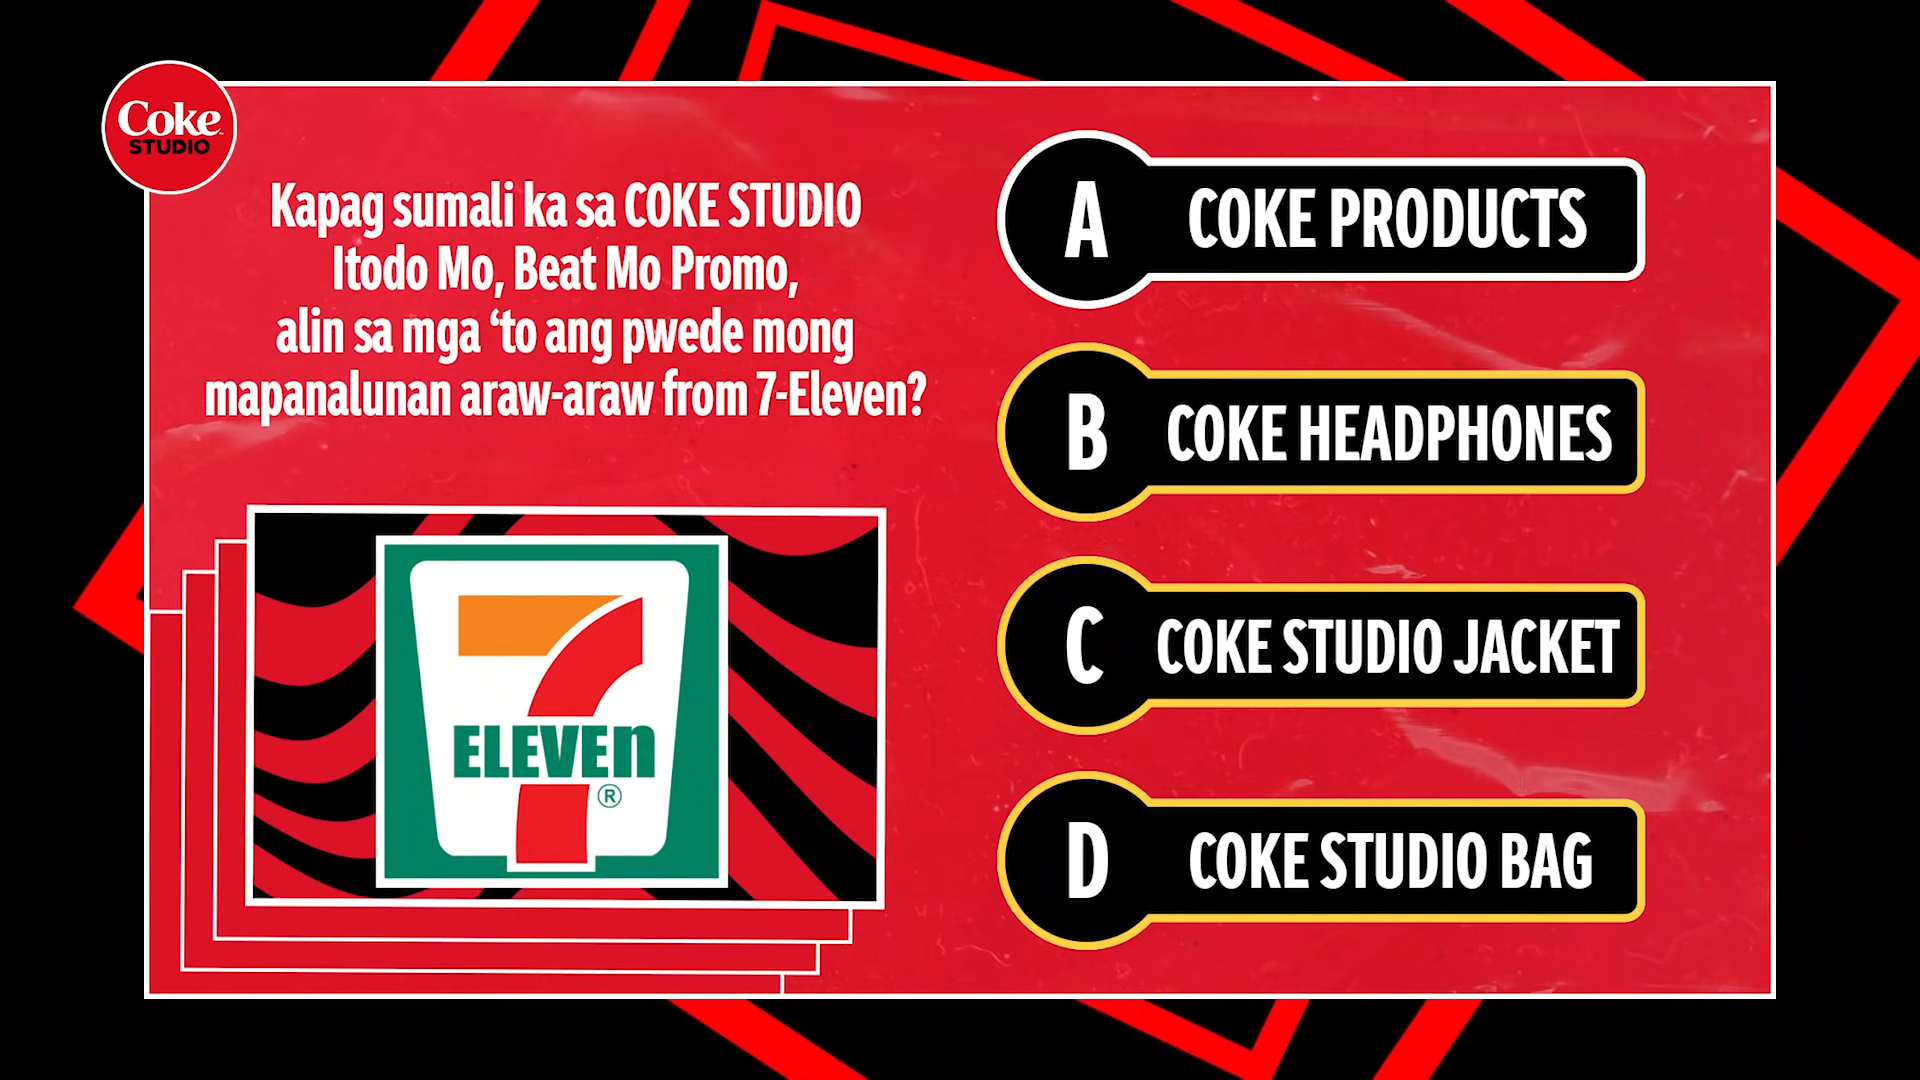 Coke
STUDIO
Kapag sumali ka sa COKE STUDIO
Itodo Mo, Beat Mo Promo,
alin sa mga ‘to ang pwede mong
mapanalunan araw-araw from 7-Eleven?
7
ELEVEn
®
A COKE PRODUCTS
B COKE HEADPHONES
C COKE STUDIO JACKET
D COKE STUDIO BAG